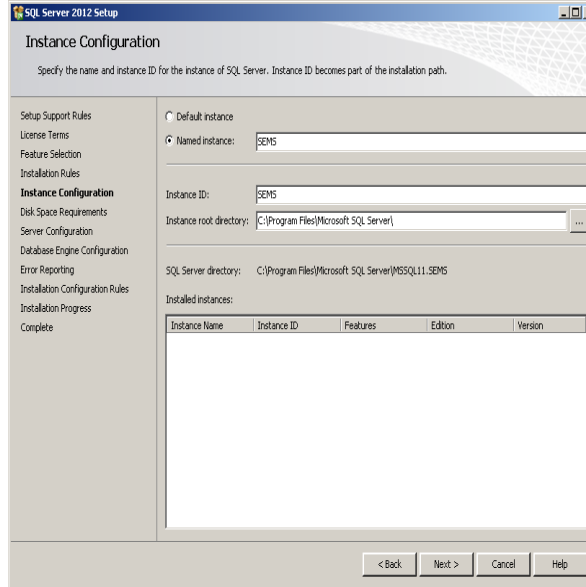 SQL Server 2012 Setup
Instance Configuration
Specify the name and instance ID for the instance of SQL Server. Instance ID becomes part of the installation path.
Setup Support Rules
License Terms
Feature Selection
Installation Rules
Instance Configuration
Disk Space Requirements
Server Configuration
Database Engine Configuration
Error Reporting
Installation Configuration Rules
Installation Progress
Complete
Default instance
Named instance: SEMS
Instance ID: SEMS
Instance root directory: C:\Program Files\Microsoft SQL Server\ ...
SQL Server directory: C:\Program Files\Microsoft SQL Server\MSSQL11.SEMS
Installed instances:
Instance Name Instance ID Features Edition Version
< Back Next > Cancel Help